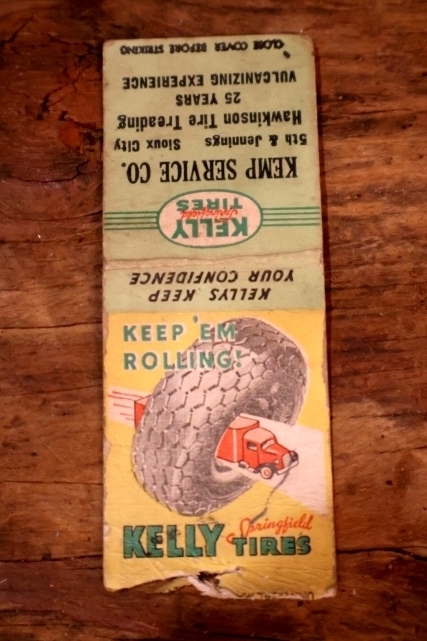 KEEP 'EM
ROLLING!
KELLY Springfield
TIRES
KELLYS KEEP
YOUR CONFIDENCE
KELLY
Springfield
TIRES
KEMP SERVICE CO.
5th & Jennings Sioux City
Hawkinson Tire Treading
25 YEARS
VULCANIZING EXPERIENCE
CLOSE COVER BEFORE STRIKING